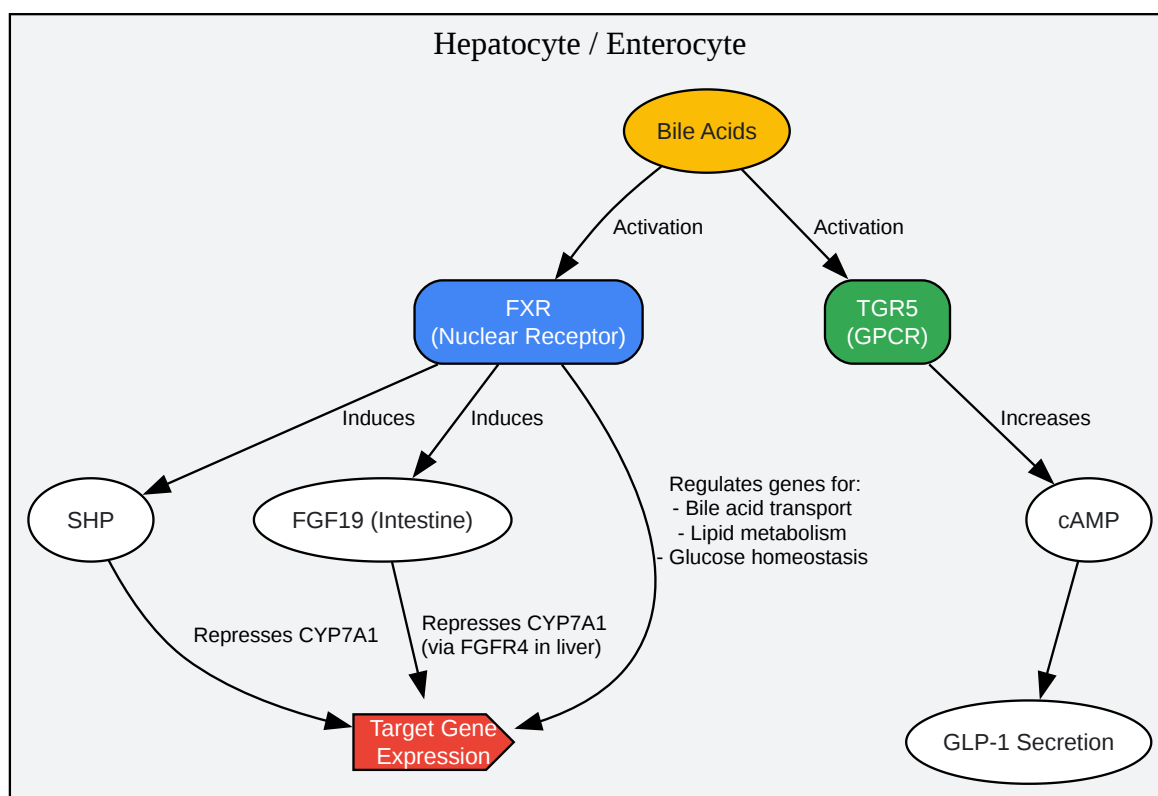 Hepatocyte / Enterocyte
Bile Acids
Activation
Activation
FXR
(Nuclear Receptor)
TGR5
(GPCR)
Induces
Induces
Increases
SHP
FGF19 (Intestine)
Regulates genes for:
- Bile acid transport
- Lipid metabolism
- Glucose homeostasis
cAMP
Represses CYP7A1
Represses CYP7A1
(via FGFR4 in liver)
Target Gene
Expression
GLP-1 Secretion